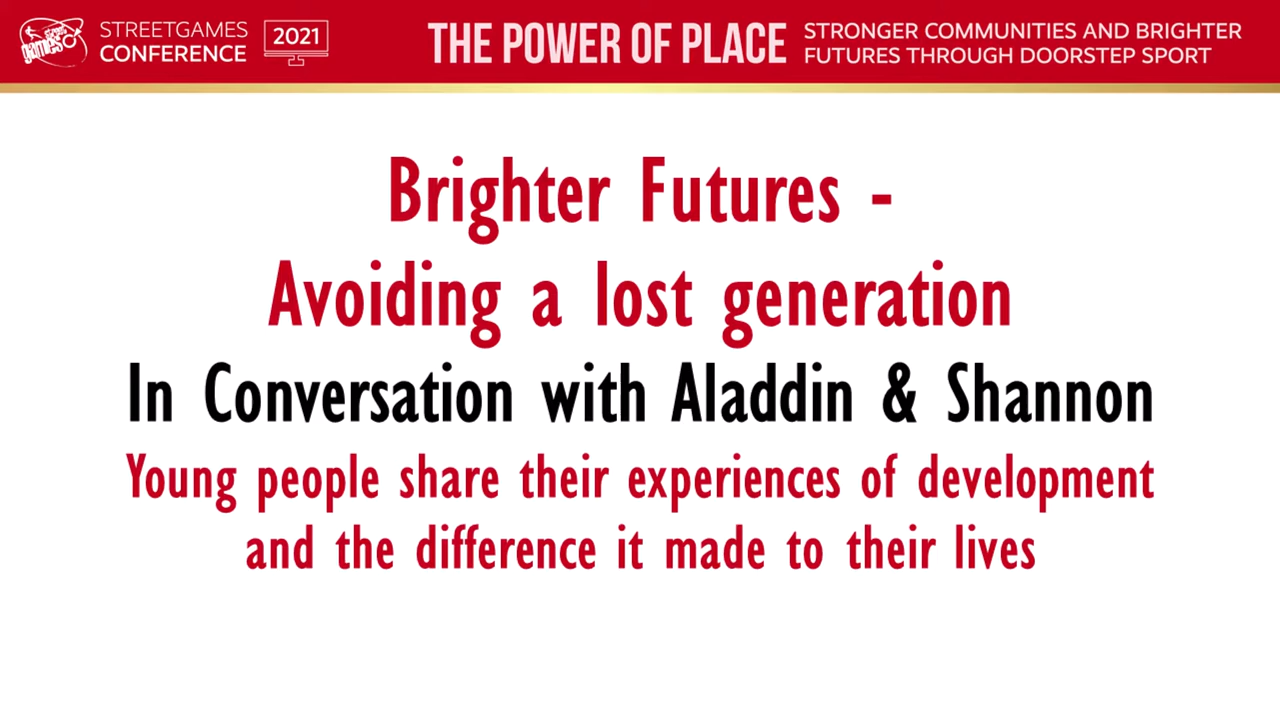 street games
STREETGAMES
CONFERENCE
2021
THE POWER OF PLACE
STRONGER COMMUNITIES AND BRIGHTER
FUTURES THROUGH DOORSTEP SPORT
Brighter Futures -
Avoiding a lost generation
In Conversation with Aladdin & Shannon
Young people share their experiences of development
and the difference it made to their lives